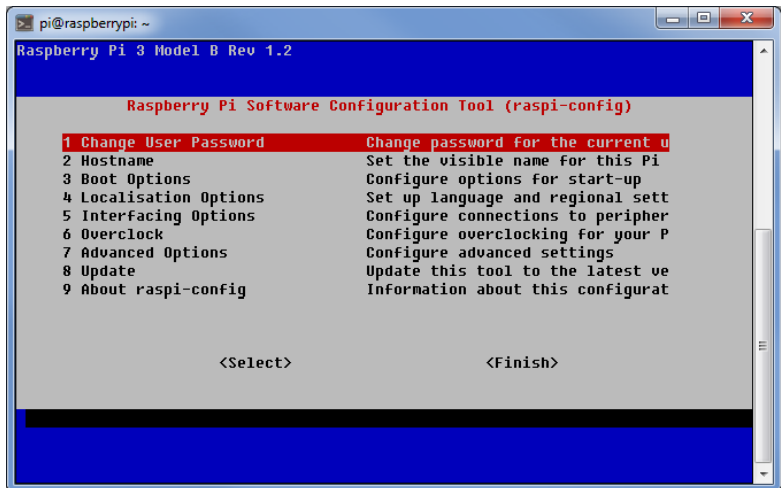 pi@raspberrypi: ~
Raspberry Pi 3 Model B Rev 1.2
Raspberry Pi Software Configuration Tool (raspi-config)
1 Change User Password Change password for the current u
2 Hostname Set the visible name for this Pi
3 Boot Options Configure options for start-up
4 Localisation Options Set up language and regional sett
5 Interfacing Options Configure connections to peripher
6 Overclock Configure overclocking for your P
7 Advanced Options Configure advanced settings
8 Update Update this tool to the latest ve
9 About raspi-config Information about this configurat
<Select> <Finish>